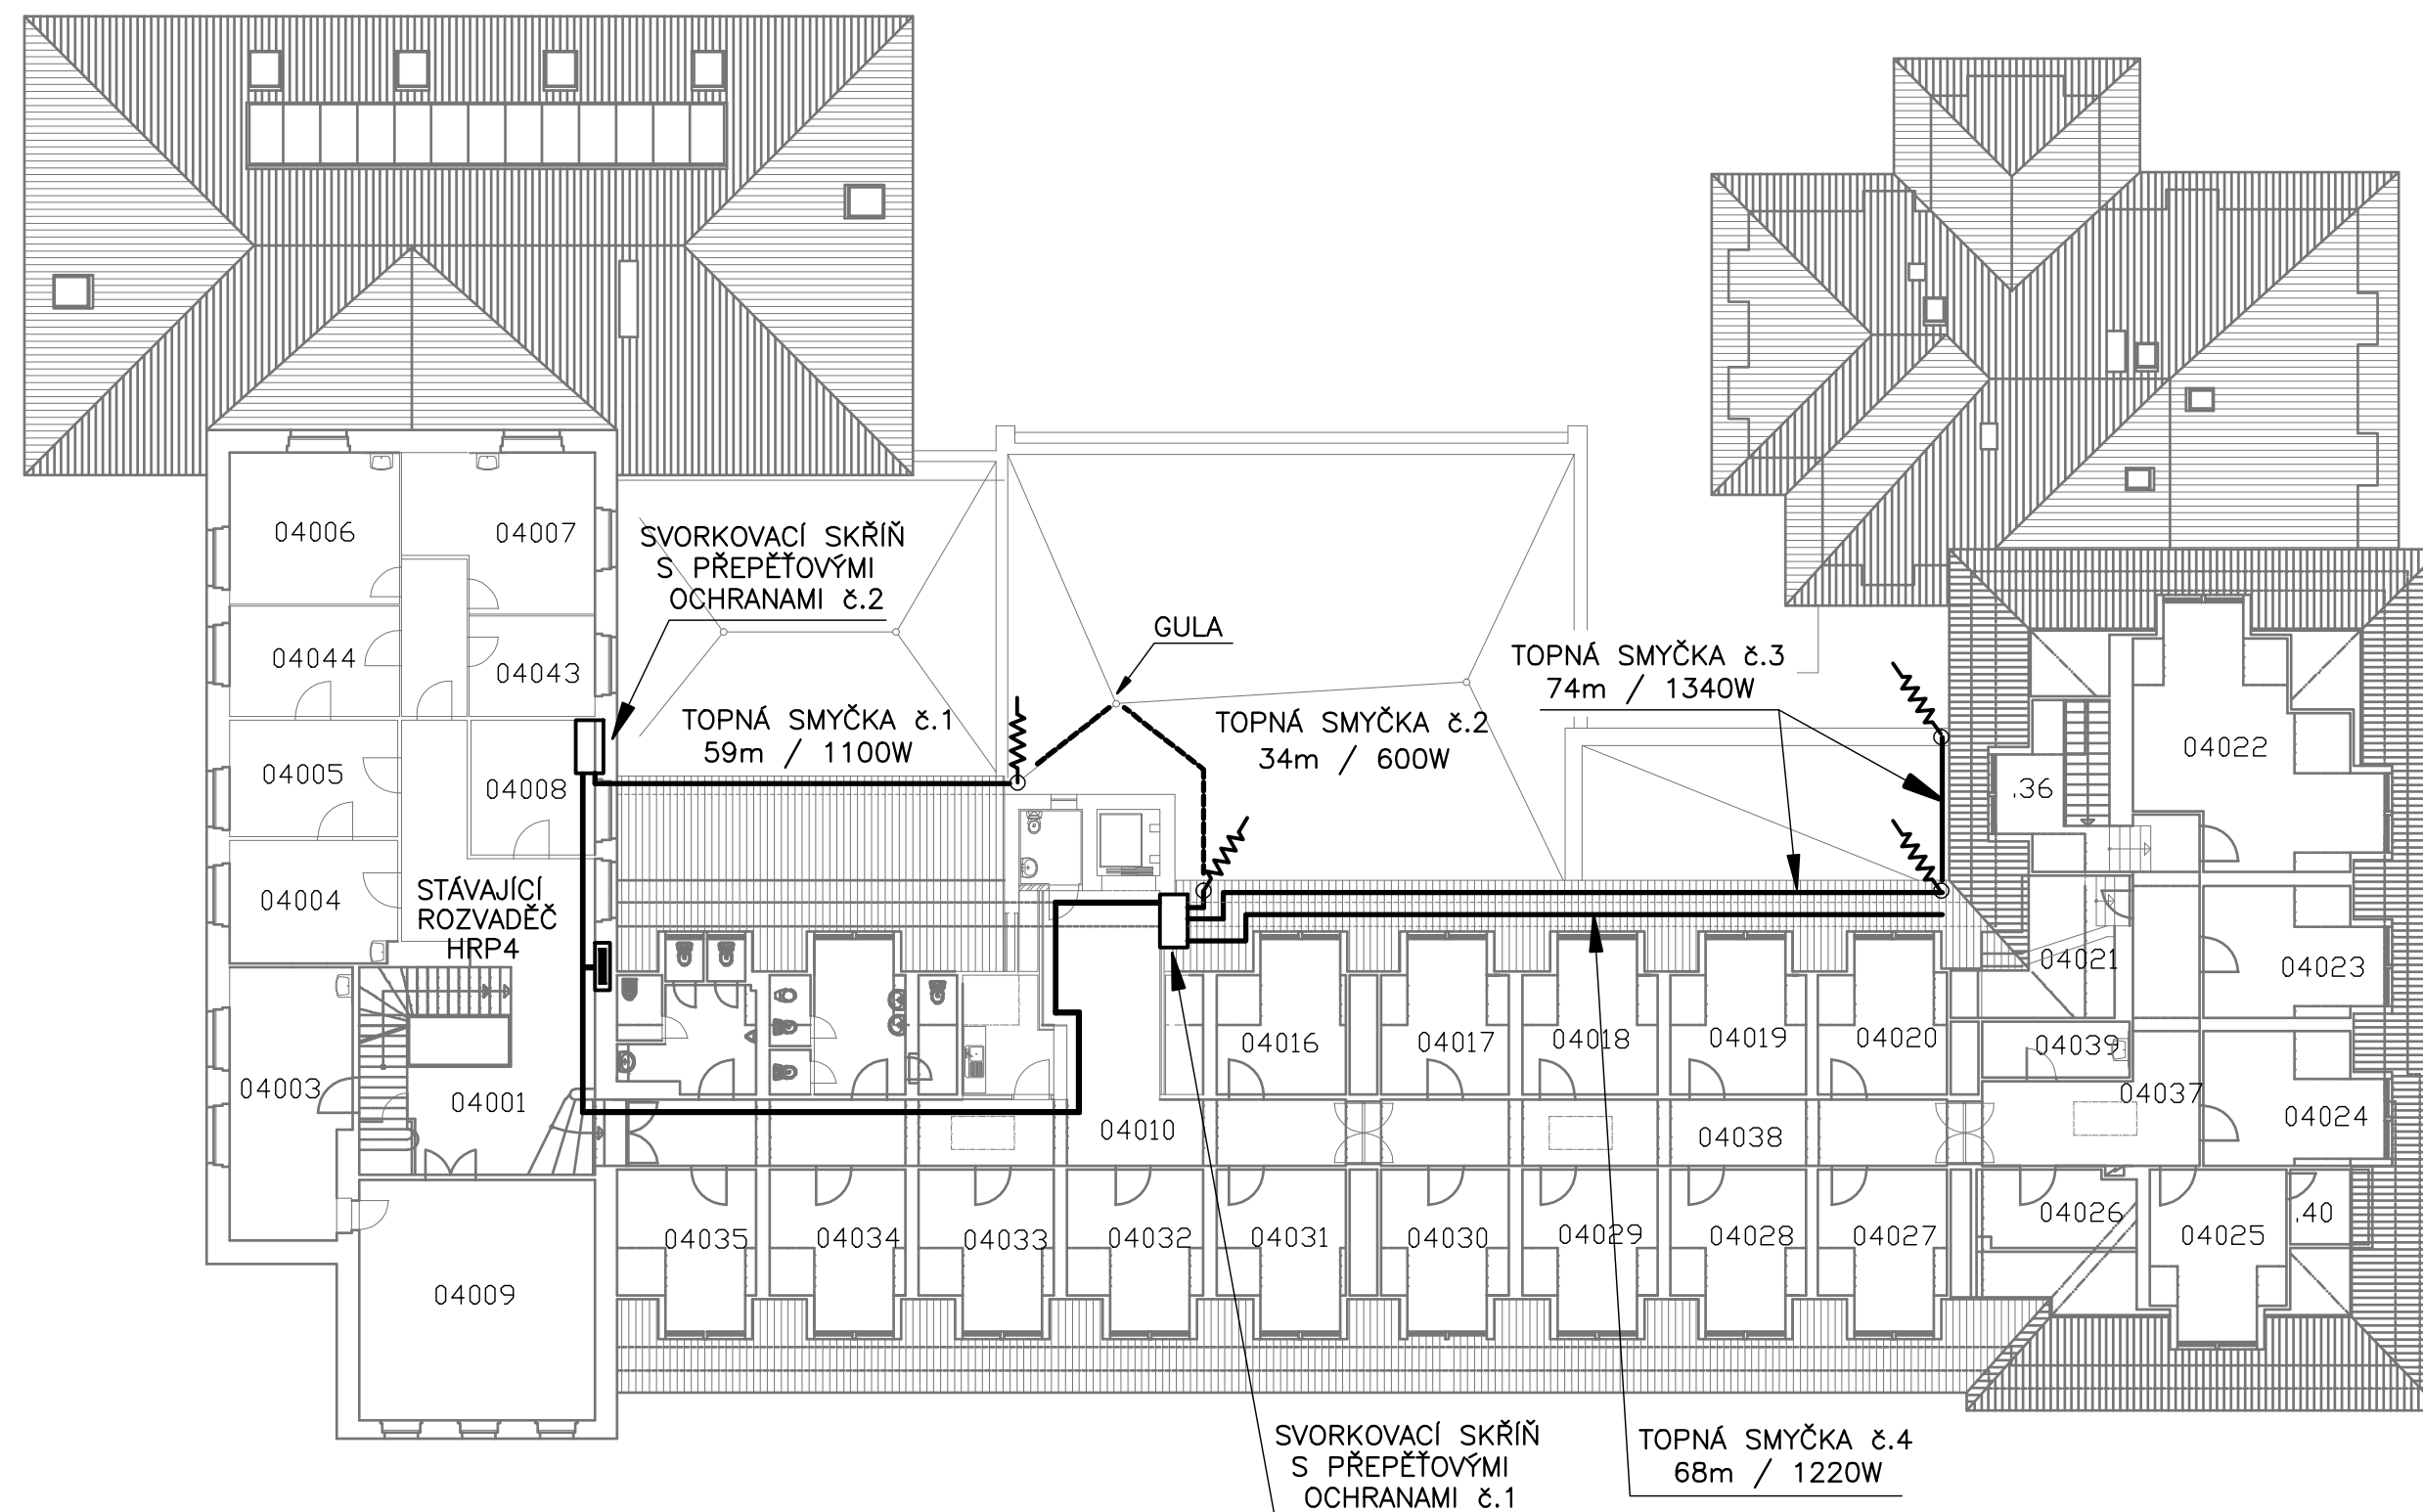 04006
04007
SVORKOVACÍ SKŘÍŇ
S PŘEPĚŤOVÝMI
OCHRANAMI č.2
GULA
04044
04043
TOPNÁ SMYČKA č.3
74m / 1340W
TOPNÁ SMYČKA č.1
59m / 1100W
TOPNÁ SMYČKA č.2
34m / 600W
04022
04005
04008
.36
04004
STÁVAJÍCÍ
ROZVADĚČ
HRP4
04021
04023
04016
04017
04018
04019
04020
04039
04003
04001
04037
04010
04038
04024
04035
04034
04033
04032
04031
04030
04029
04028
04027
04026
04025
.40
04009
SVORKOVACÍ SKŘÍŇ
S PŘEPĚŤOVÝMI
OCHRANAMI č.1
TOPNÁ SMYČKA č.4
68m / 1220W